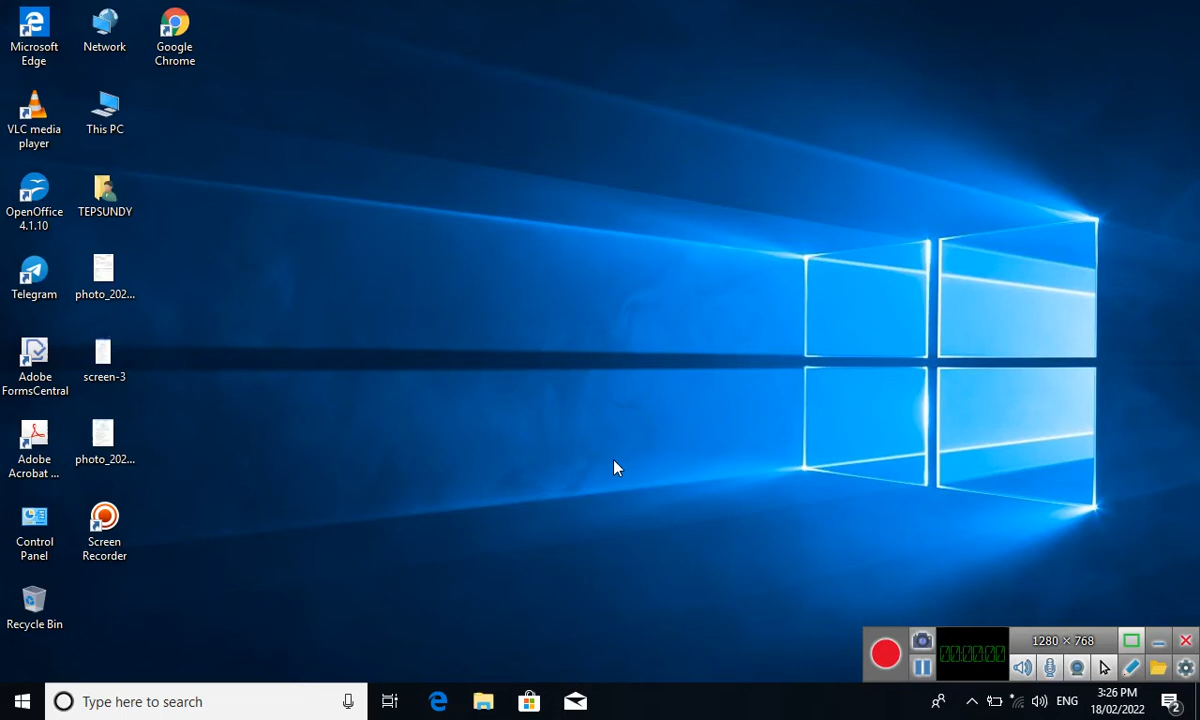 Microsoft
Edge
Network
Google
Chrome
VLC media
player
This PC
OpenOffice
4.1.10
TEPSUNDY
Telegram
photo_202...
Adobe
FormsCentral
screen-3
Adobe
Acrobat ...
photo_202...
Control
Panel
Screen
Recorder
Recycle Bin
1280 × 768
Type here to search
ENG
3:26 PM
18/02/2022
2